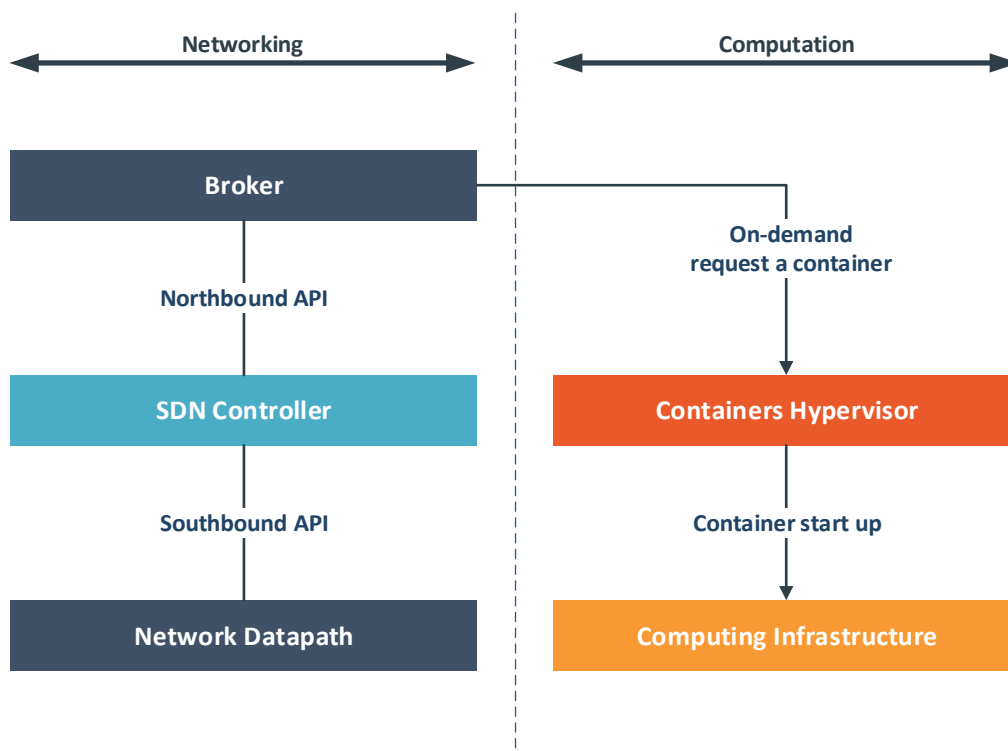 Networking
Computation
Broker
On-demand
request a container
Northbound API
SDN Controller
Containers Hypervisor
Southbound API
Container start up
Network Datapath
Computing Infrastructure